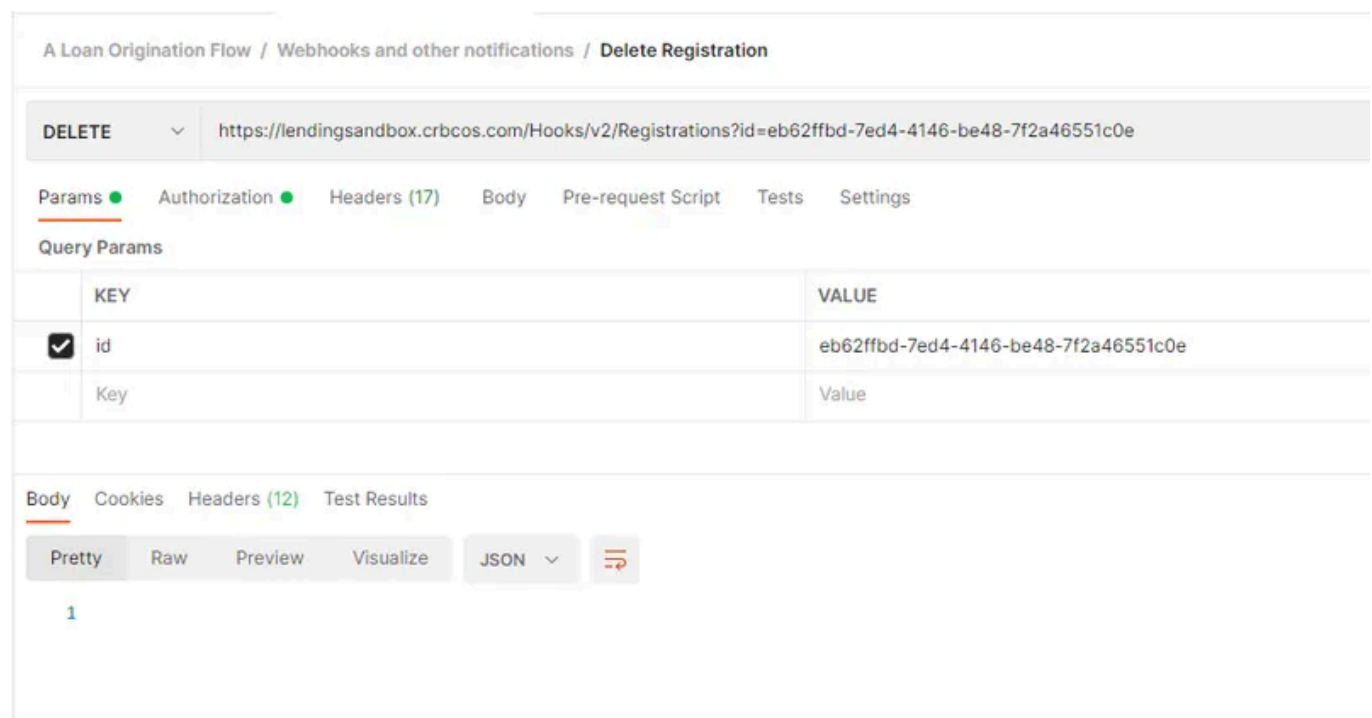 A Loan Origination Flow / Webhooks and other notifications / Delete Registration
DELETE https://lendingsandbox.crbcos.com/Hooks/v2/Registrations?id=eb62ffbd-7ed4-4146-be48-7f2a46551c0e
Params Authorization Headers (17) Body Pre-request Script Tests Settings
Query Params
KEY VALUE
id eb62ffbd-7ed4-4146-be48-7f2a46551c0e
Key Value
Body Cookies Headers (12) Test Results
Pretty Raw Preview Visualize JSON
1